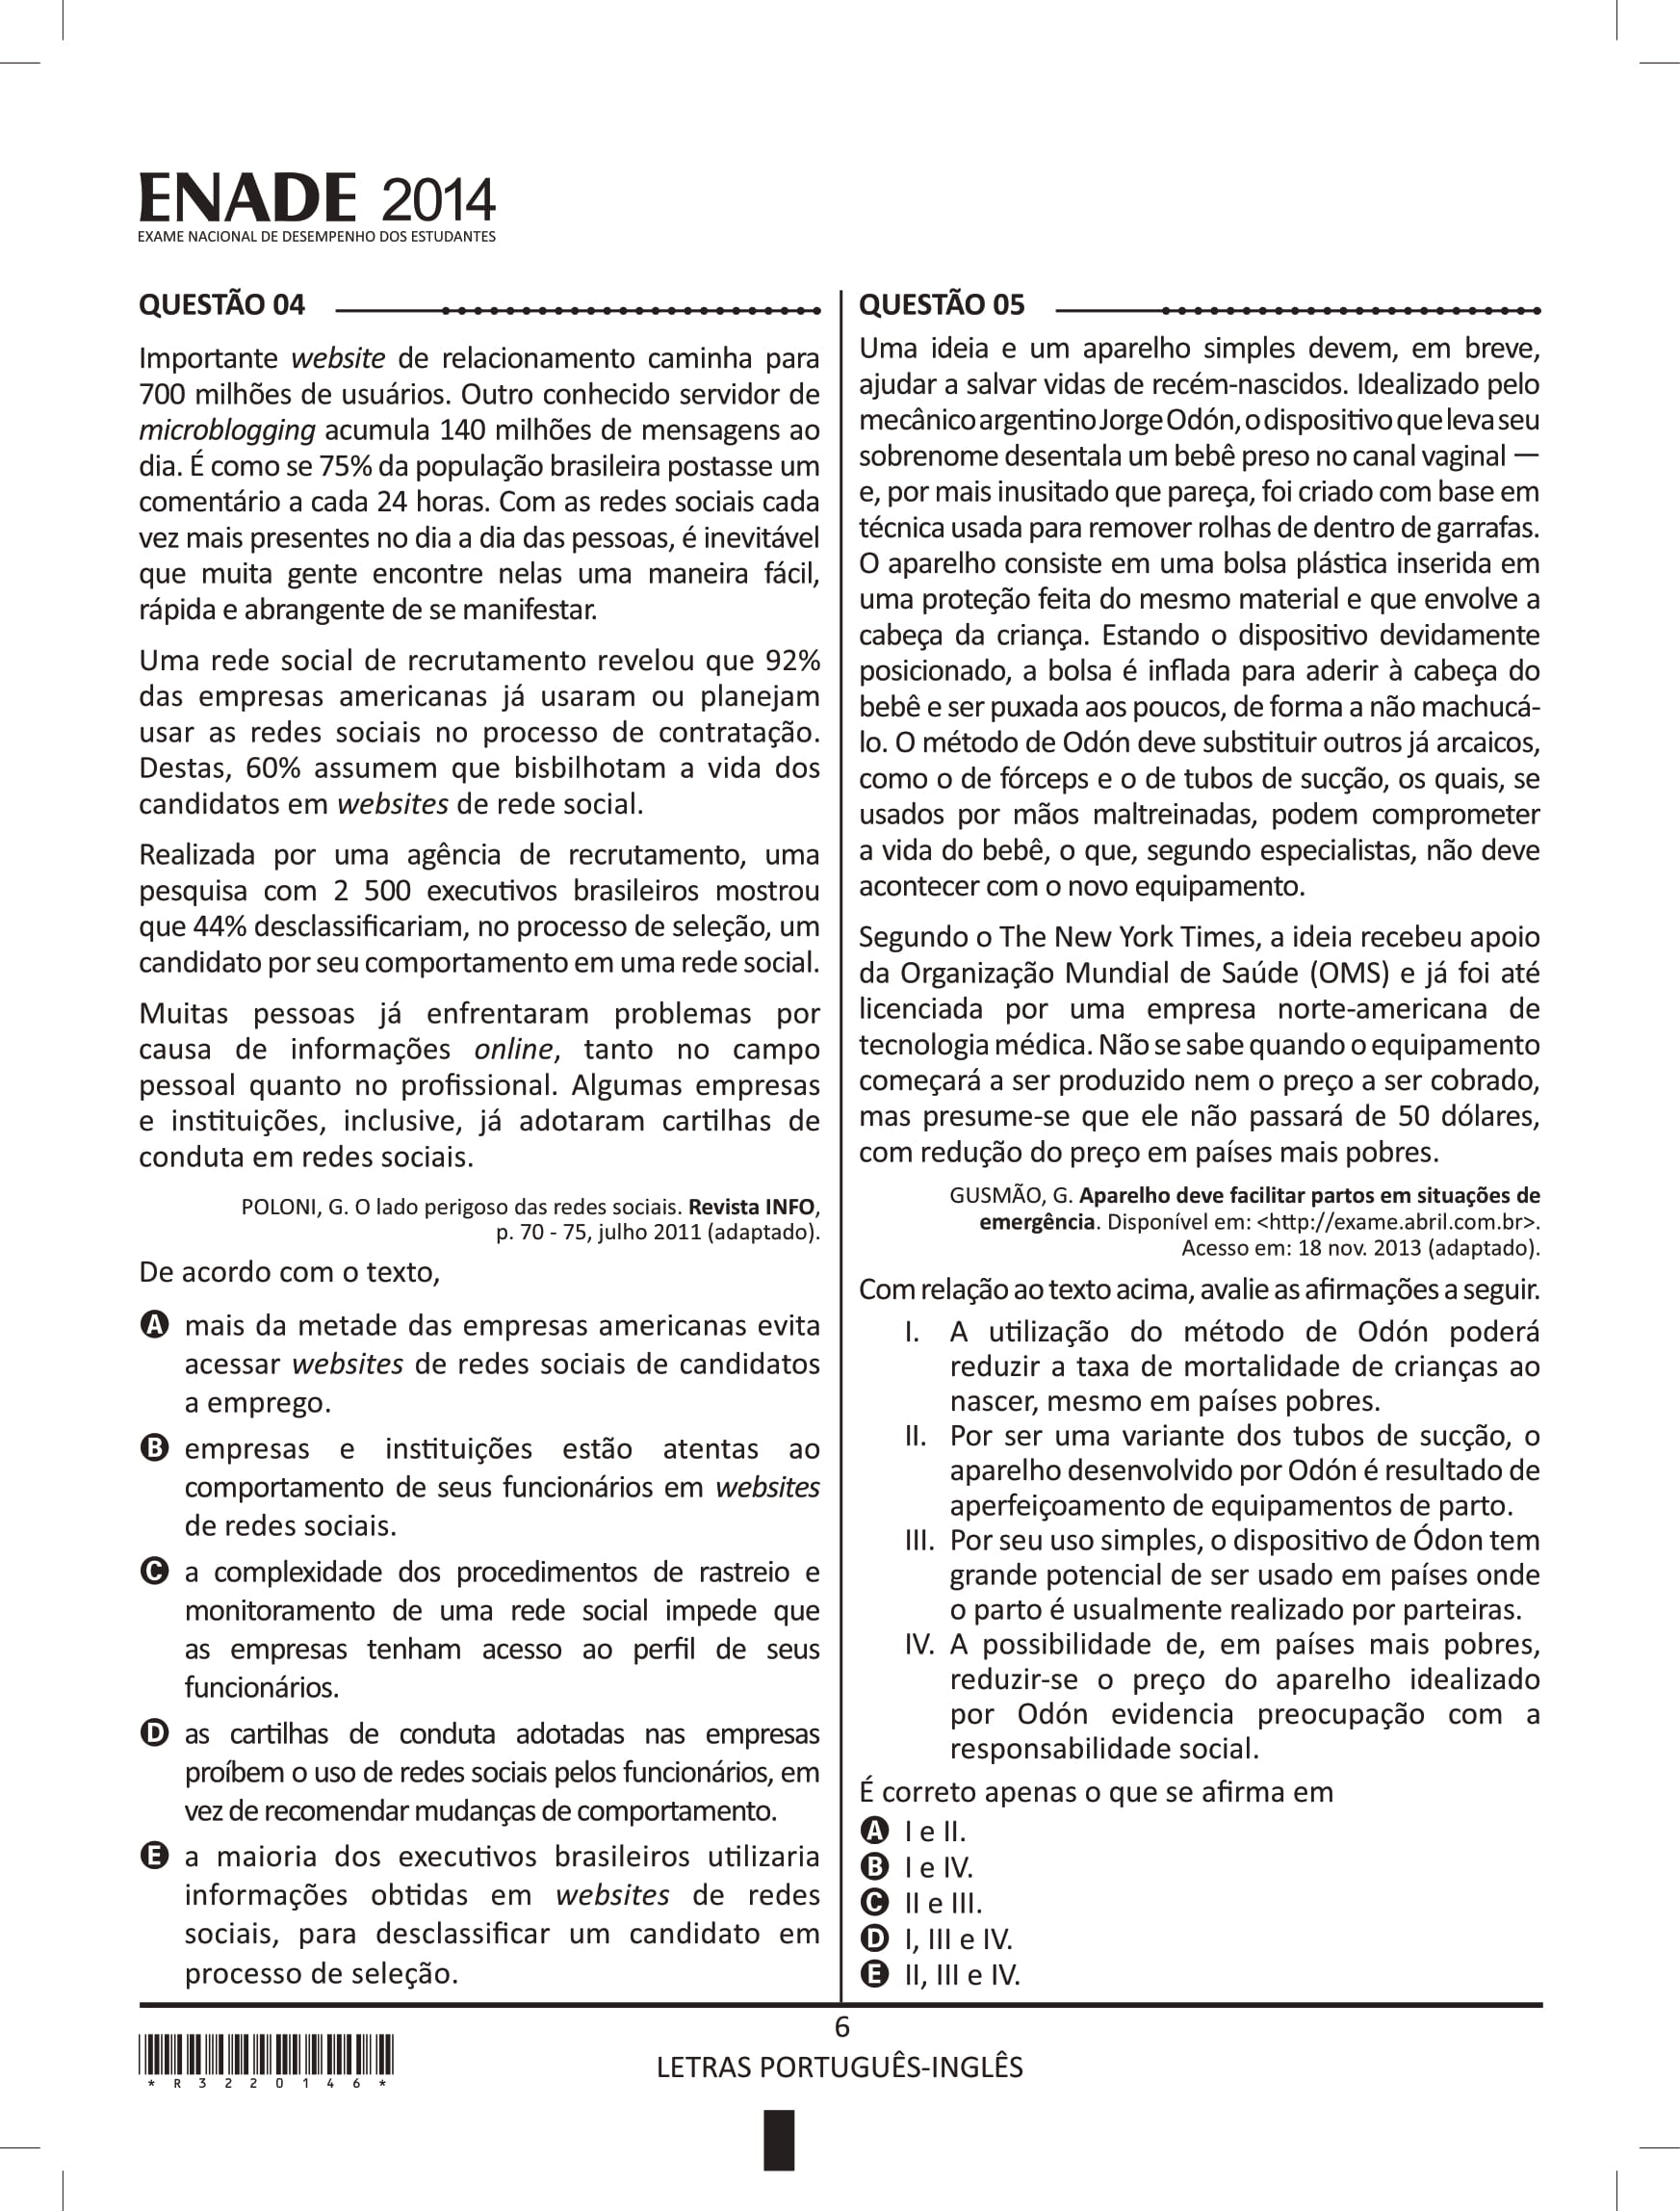 ENADE 2014
EXAME NACIONAL DE DESEMPENHO DOS ESTUDANTES
QUESTÃO 04
Importante website de relacionamento caminha para
700 milhões de usuários. Outro conhecido servidor de
microblogging acumula 140 milhões de mensagens ao
dia. É como se 75% da população brasileira postasse um
comentário a cada 24 horas. Com as redes sociais cada
vez mais presentes no dia a dia das pessoas, é inevitável
que muita gente encontre nelas uma maneira fácil,
rápida e abrangente de se manifestar.
Uma rede social de recrutamento revelou que 92%
das empresas americanas já usaram ou planejam
usar as redes sociais no processo de contratação.
Destas, 60% assumem que bisbilhotam a vida dos
candidatos em websites de rede social.
Realizada por uma agência de recrutamento, uma
pesquisa com 2 500 executivos brasileiros mostrou
que 44% desclassificariam, no processo de seleção, um
candidato por seu comportamento em uma rede social.
Muitas pessoas já enfrentaram problemas por
causa de informações online, tanto no campo
pessoal quanto no profissional. Algumas empresas
e instituições, inclusive, já adotaram cartilhas de
conduta em redes sociais.
POLONI, G. O lado perigoso das redes sociais. Revista INFO,
p. 70 - 75, julho 2011 (adaptado).
De acordo com o texto,
A mais da metade das empresas americanas evita
acessar websites de redes sociais de candidatos
a emprego.
B empresas e instituições estão atentas ao
comportamento de seus funcionários em websites
de redes sociais.
C a complexidade dos procedimentos de rastreio e
monitoramento de uma rede social impede que
as empresas tenham acesso ao perfil de seus
funcionários.
D as cartilhas de conduta adotadas nas empresas
proíbem o uso de redes sociais pelos funcionários, em
vez de recomendar mudanças de comportamento.
E a maioria dos executivos brasileiros utilizaria
informações obtidas em websites de redes
sociais, para desclassificar um candidato em
processo de seleção.
QUESTÃO 05
Uma ideia e um aparelho simples devem, em breve,
ajudar a salvar vidas de recém-nascidos. Idealizado pelo
mecânico argentino Jorge Odón, o dispositivo que leva seu
sobrenome desentala um bebê preso no canal vaginal —
e, por mais inusitado que pareça, foi criado com base em
técnica usada para remover rolhas de dentro de garrafas.
O aparelho consiste em uma bolsa plástica inserida em
uma proteção feita do mesmo material e que envolve a
cabeça da criança. Estando o dispositivo devidamente
posicionado, a bolsa é inflada para aderir à cabeça do
bebê e ser puxada aos poucos, de forma a não machucá-
lo. O método de Odón deve substituir outros já arcaicos,
como o de fórceps e o de tubos de sucção, os quais, se
usados por mãos maltreinadas, podem comprometer
a vida do bebê, o que, segundo especialistas, não deve
acontecer com o novo equipamento.
Segundo o The New York Times, a ideia recebeu apoio
da Organização Mundial de Saúde (OMS) e já foi até
licenciada por uma empresa norte-americana de
tecnologia médica. Não se sabe quando o equipamento
começará a ser produzido nem o preço a ser cobrado,
mas presume-se que ele não passará de 50 dólares,
com redução do preço em países mais pobres.
GUSMÃO, G. Aparelho deve facilitar partos em situações de
emergência. Disponível em: <http://exame.abril.com.br>.
Acesso em: 18 nov. 2013 (adaptado).
Com relação ao texto acima, avalie as afirmações a seguir.
I. A utilização do método de Odón poderá
reduzir a taxa de mortalidade de crianças ao
nascer, mesmo em países pobres.
II. Por ser uma variante dos tubos de sucção, o
aparelho desenvolvido por Odón é resultado de
aperfeiçoamento de equipamentos de parto.
III. Por seu uso simples, o dispositivo de Ódon tem
grande potencial de ser usado em países onde
o parto é usualmente realizado por parteiras.
IV. A possibilidade de, em países mais pobres,
reduzir-se o preço do aparelho idealizado
por Odón evidencia preocupação com a
responsabilidade social.
É correto apenas o que se afirma em
A I e II.
B I e IV.
C II e III.
D I, III e IV.
E II, III e IV.
6
LETRAS PORTUGUÊS-INGLÊS
* R 3 2 2 0 1 4 6 *